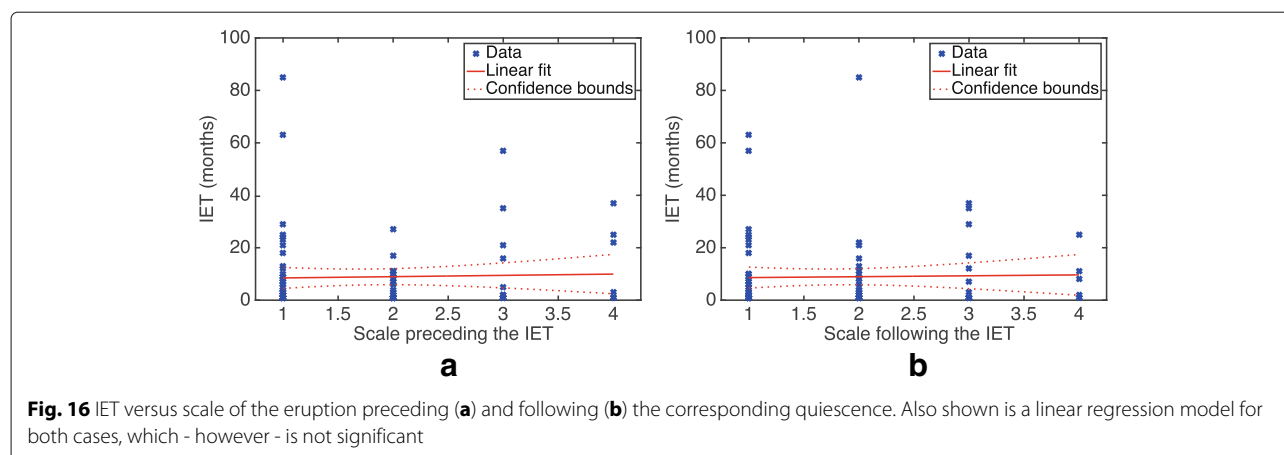 100
80
60
40
20
0
IET (months)
Data
Linear fit
Confidence bounds
1 1.5 2 2.5 3 3.5 4
Scale preceding the IET
a
100
80
60
40
20
0
IET (months)
Data
Linear fit
Confidence bounds
1 1.5 2 2.5 3 3.5 4
Scale following the IET
b
Fig. 16 IET versus scale of the eruption preceding (a) and following (b) the corresponding quiescence. Also shown is a linear regression model for
both cases, which - however - is not significant